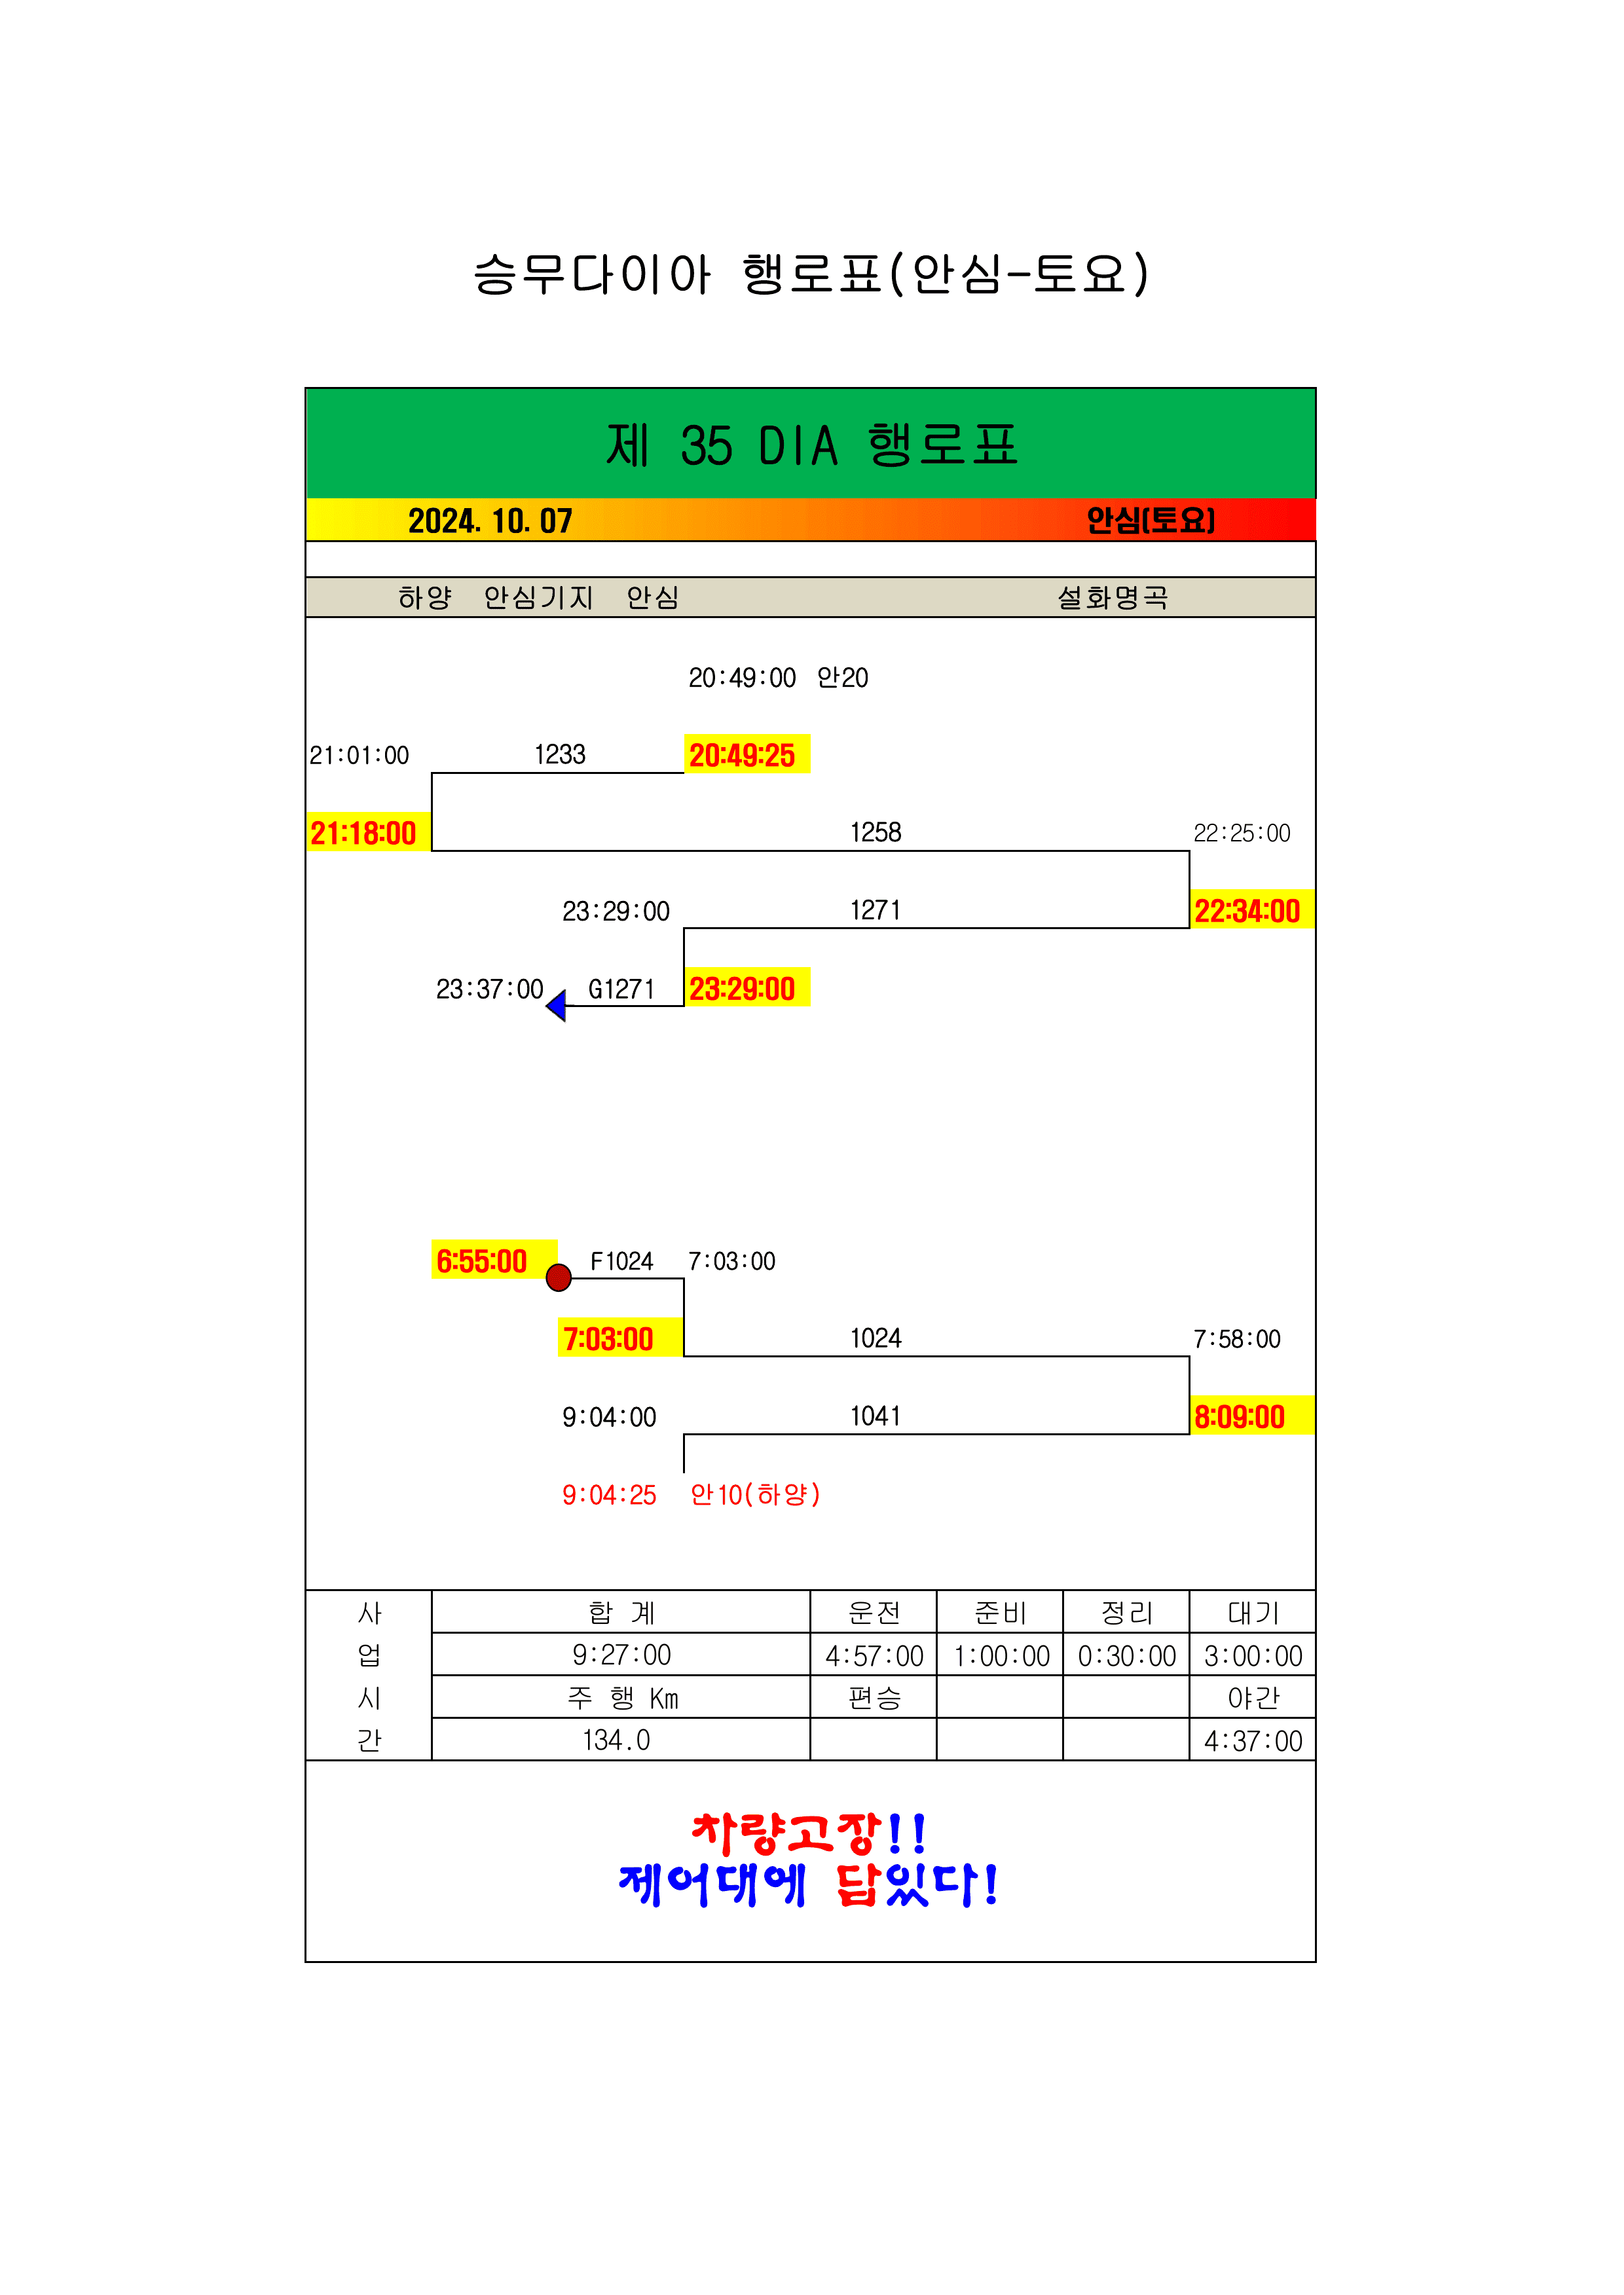 승무다이아 행로표(안심-토요)
제 35 DIA 행로표
2024. 10. 07 안심(토요)
하양 안심기지 안심 설화명곡
20:49:00 안20
21:01:00 1233 20:49:25
21:18:00 1258 22:25:00
23:29:00 1271 22:34:00
23:37:00 G1271 23:29:00
6:55:00 F1024 7:03:00
7:03:00 1024 7:58:00
9:04:00 1041 8:09:00
9:04:25 안10(하양)
사 합 계 운전 준비 정리 대기
업 9:27:00 4:57:00 1:00:00 0:30:00 3:00:00
시 주 행 Km 편승 야간
간 134.0 4:37:00
차량고장!!
제어대에 답있다!